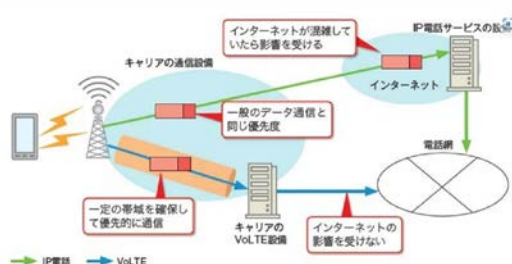 インターネットが混雑して
いたら影響を受ける
IP電話サービスの設
キャリアの通信設備
インターネット
一般のデータ通信と
同じ優先度
電話網
一定の帯域を確保し
て優先的に通信
キャリアの
VoLTE設備
インターネットの
影響を受けない
IP電話
VoLTE